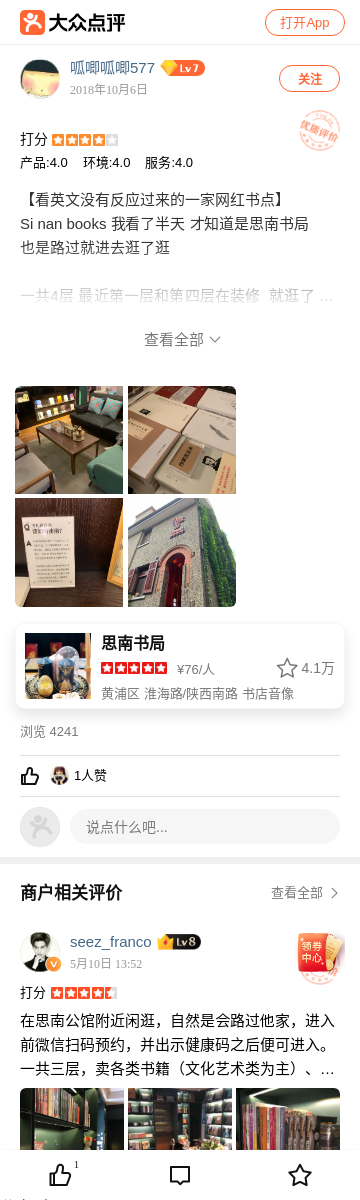 大众点评
打开App
呱唧呱唧577
Lv7
2018年10月6日
关注
优质评价
打分
产品:4.0 环境:4.0 服务:4.0
【看英文没有反应过来的一家网红书点】
Si nan books 我看了半天 才知道是思南书局
也是路过就进去逛了逛
一共4层 最近第一层和第四层在装修 就逛了 ...
查看全部
思南书局
¥76/人
4.1万
黄浦区 淮海路/陕西南路 书店音像
浏览 4241
1人赞
说点什么吧...
商户相关评价
查看全部
seez_franco
Lv8
5月10日 13:52
领券
中心
打分
在思南公馆附近闲逛，自然是会路过他家，进入
前微信扫码预约，并出示健康码之后便可进入。
一共三层，卖各类书籍（文化艺术类为主）、...
1